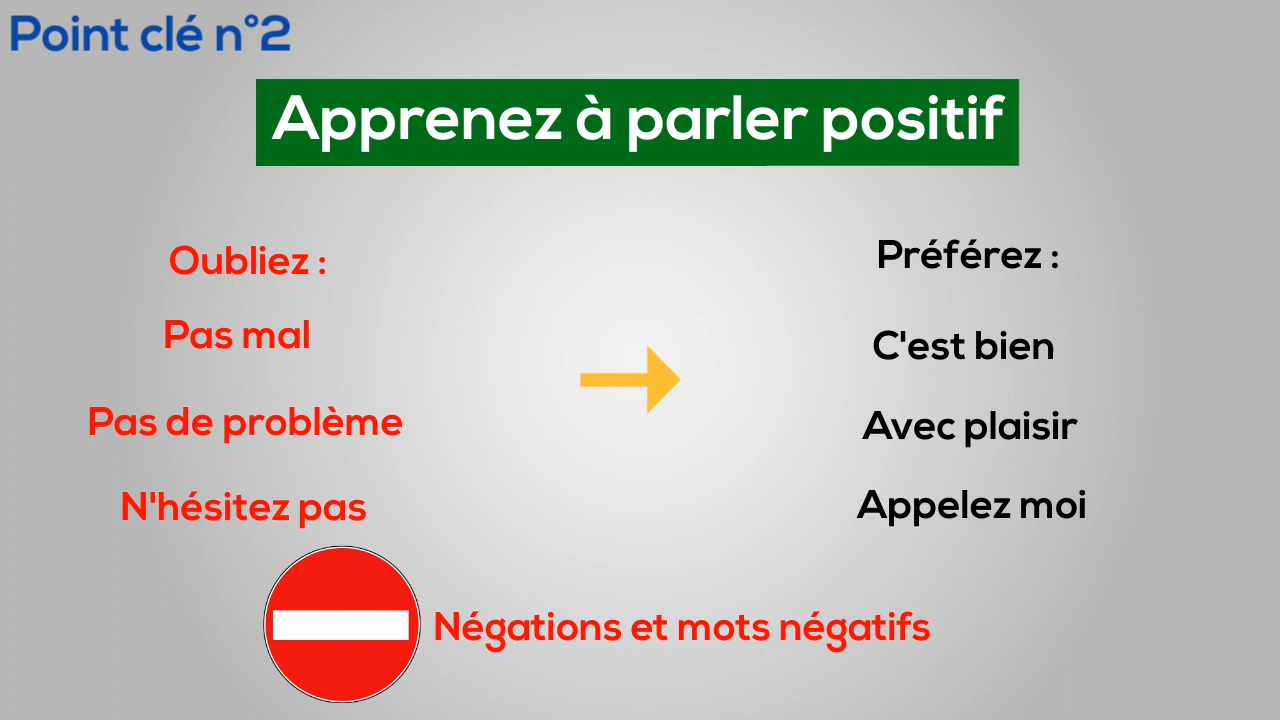 Point clé n°2
Apprenez à parler positif
Oubliez :
Pas mal
Pas de problème
N'hésitez pas
Préférez :
C'est bien
Avec plaisir
Appelez moi
Négations et mots négatifs